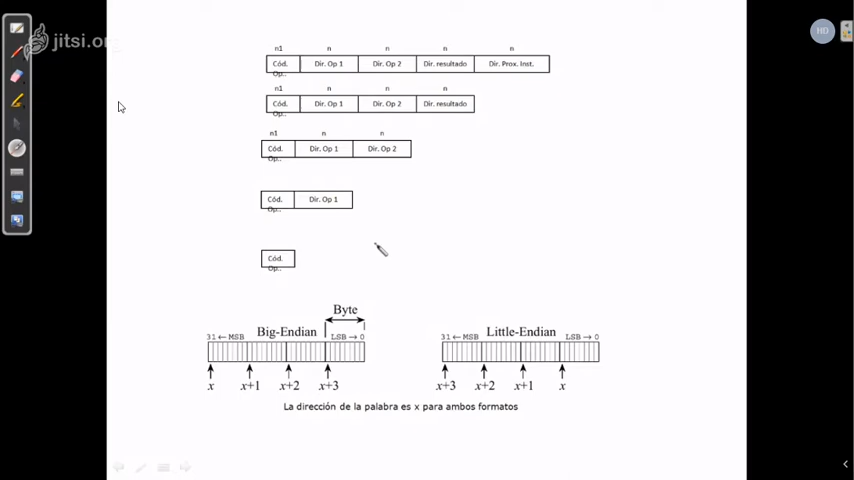 jitsi.org
HD
n1 n n n n
Cód. Op.. Dir. Op 1 Dir. Op 2 Dir. resultado Dir. Prox. Inst.
n1 n n n
Cód. Op.. Dir. Op 1 Dir. Op 2 Dir. resultado
n1 n n
Cód. Op.. Dir. Op 1 Dir. Op 2
Cód. Op.. Dir. Op 1
Cód. Op..
Byte
31 ← MSB Big-Endian LSB → 0
x x+1 x+2 x+3
31 ← MSB Little-Endian LSB → 0
x+3 x+2 x+1 x
La dirección de la palabra es x para ambos formatos